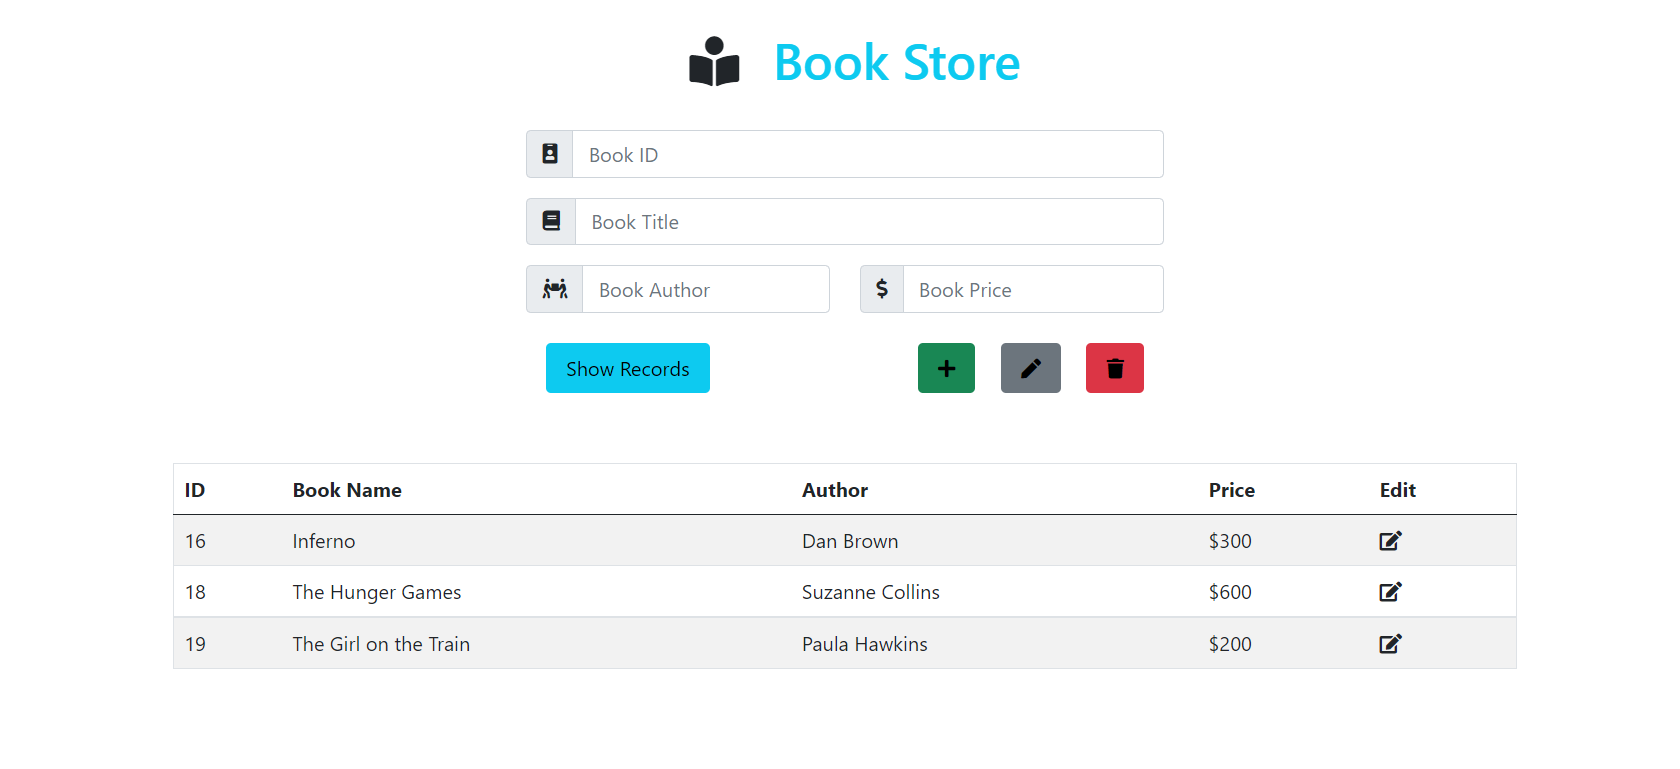 Book Store
Book ID
Book Title
Book Author Book Price
Show Records
ID Book Name Author Price Edit
16 Inferno Dan Brown $300
18 The Hunger Games Suzanne Collins $600
19 The Girl on the Train Paula Hawkins $200